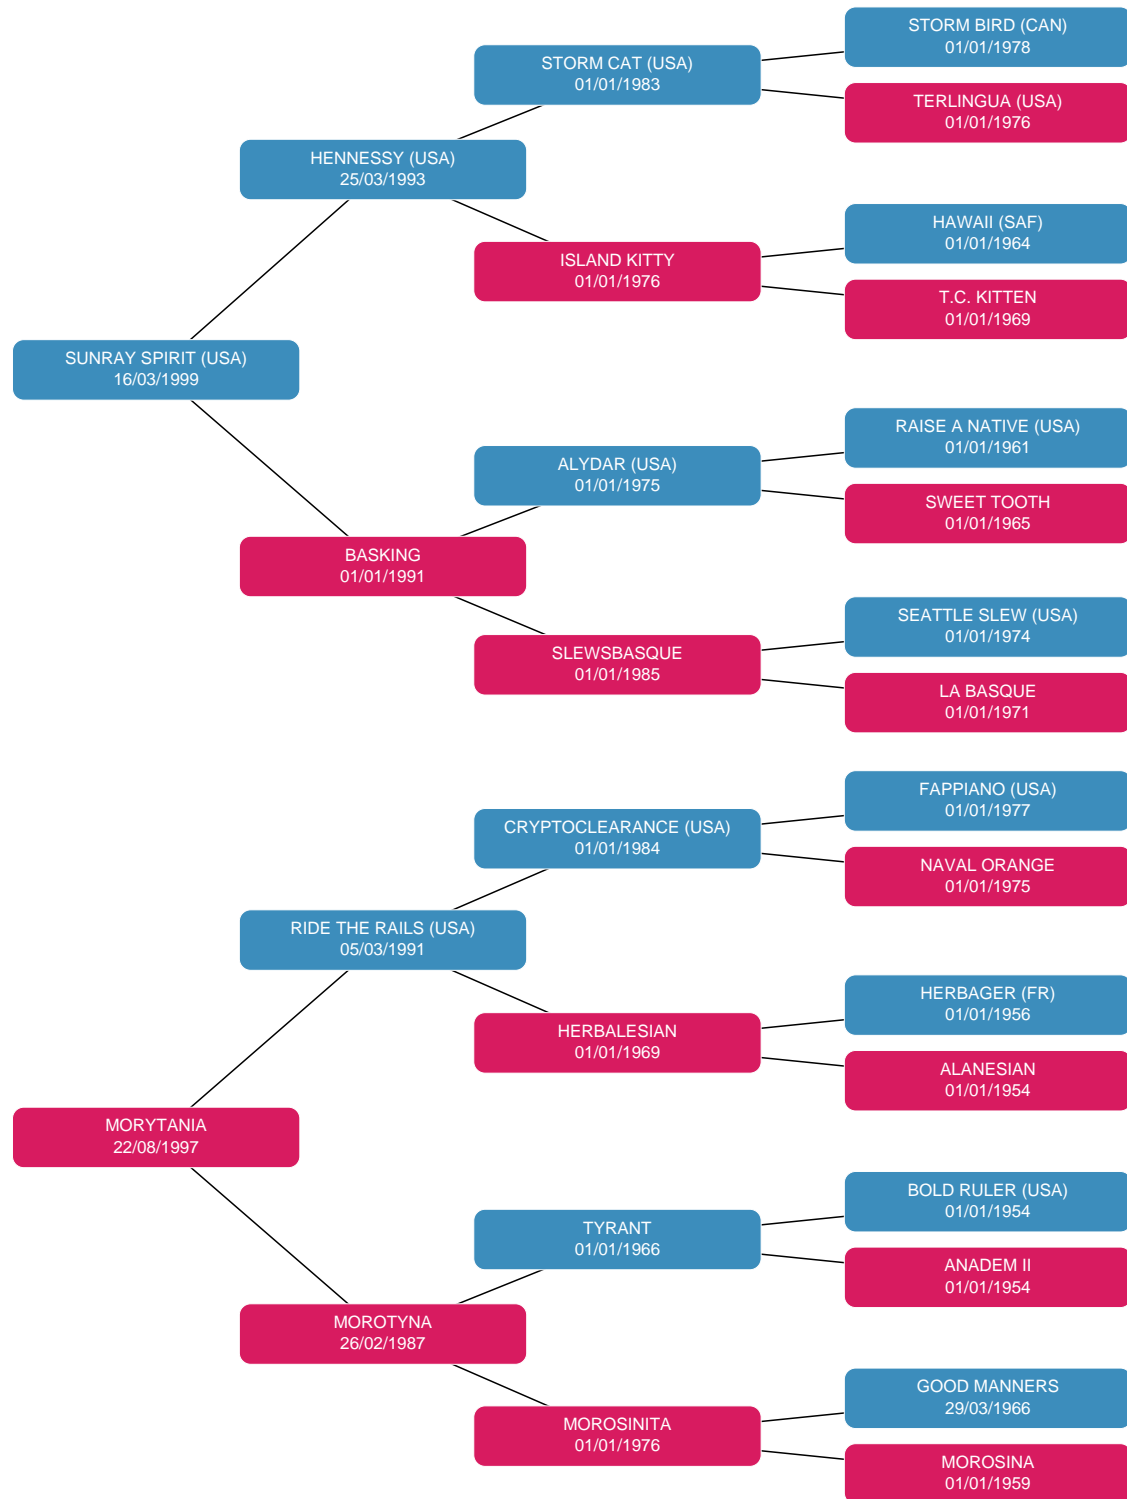 STORM BIRD (CAN)
01/01/1978
STORM CAT (USA)
01/01/1983
TERLINGUA (USA)
01/01/1976
HENNESSY (USA)
25/03/1993
HAWAII (SAF)
01/01/1964
ISLAND KITTY
01/01/1976
T.C. KITTEN
01/01/1969
SUNRAY SPIRIT (USA)
16/03/1999
RAISE A NATIVE (USA)
01/01/1961
ALYDAR (USA)
01/01/1975
SWEET TOOTH
01/01/1965
BASKING
01/01/1991
SEATTLE SLEW (USA)
01/01/1974
SLEWSBASQUE
01/01/1985
LA BASQUE
01/01/1971
FAPPIANO (USA)
01/01/1977
CRYPTOCLEARANCE (USA)
01/01/1984
NAVAL ORANGE
01/01/1975
RIDE THE RAILS (USA)
05/03/1991
HERBAGER (FR)
01/01/1956
HERBALESIAN
01/01/1969
ALANESIAN
01/01/1954
MORYTANIA
22/08/1997
BOLD RULER (USA)
01/01/1954
TYRANT
01/01/1966
ANADEM II
01/01/1954
MOROTYNA
26/02/1987
GOOD MANNERS
29/03/1966
MOROSINITA
01/01/1976
MOROSINA
01/01/1959